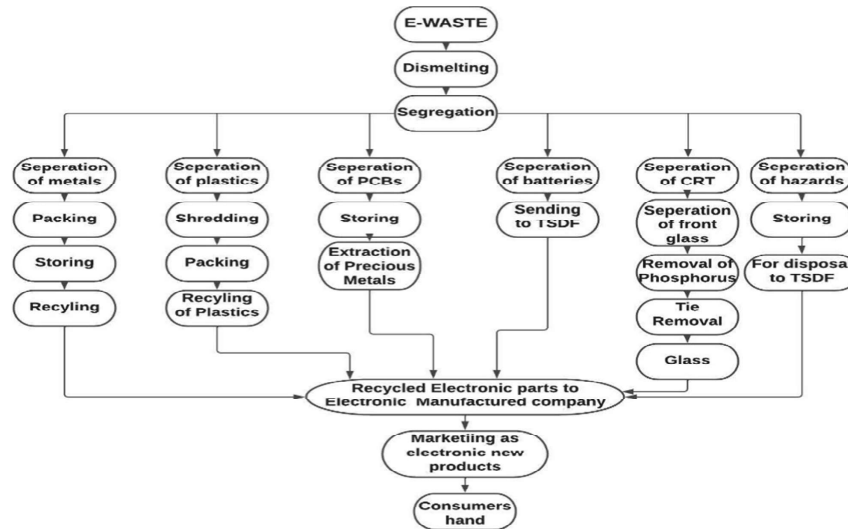 E-WASTE
Dismelting
Segregation
Seperation
of metals
Seperation
of plastics
Seperation
of PCBs
Seperation
of batteries
Seperation
of CRT
Seperation
of hazards
Packing
Shredding
Storing
Sending
to TSDF
Seperation
of front
glass
Storing
Storing
Packing
Extraction
of Precious
Metals
Removal of
Phosphorus
For disposa
to TSDF
Recyling
Recyling
of Plastics
Tie
Removal
Glass
Recycled Electronic parts to
Electronic Manufactured company
Marketiing as
electronic new
products
Consumers
hand